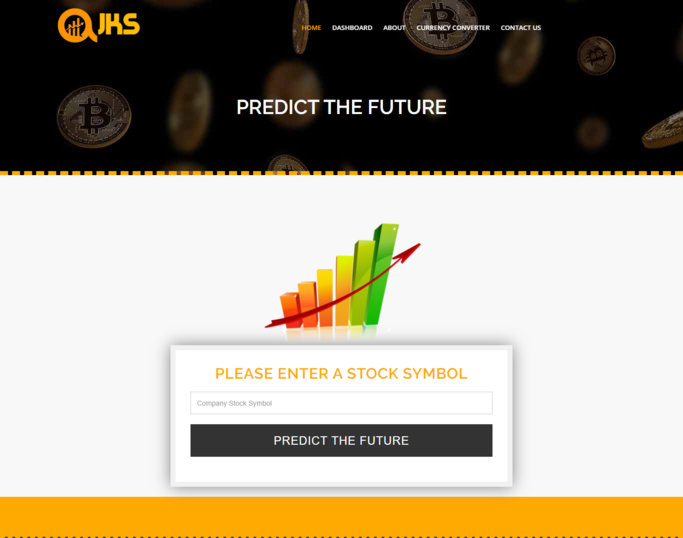 JKS
HOME DASHBOARD ABOUT CURRENCY CONVERTER CONTACT US
PREDICT THE FUTURE
PLEASE ENTER A STOCK SYMBOL
Company Stock Symbol
PREDICT THE FUTURE